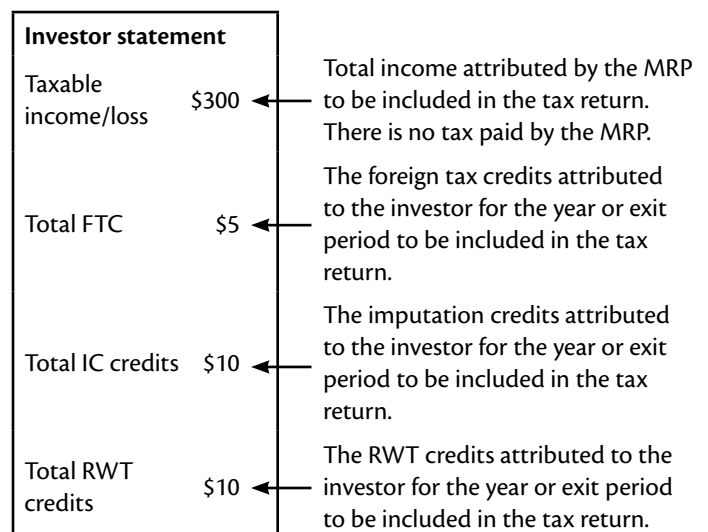 Investor statement
Taxable
income/loss $300
Total income attributed by the MRP
to be included in the tax return.
There is no tax paid by the MRP.
Total FTC $5
The foreign tax credits attributed
to the investor for the year or exit
period to be included in the tax
return.
Total IC credits $10
The imputation credits attributed
to the investor for the year or exit
period to be included in the tax
return.
Total RWT
credits $10
The RWT credits attributed to the
investor for the year or exit period
to be included in the tax return.